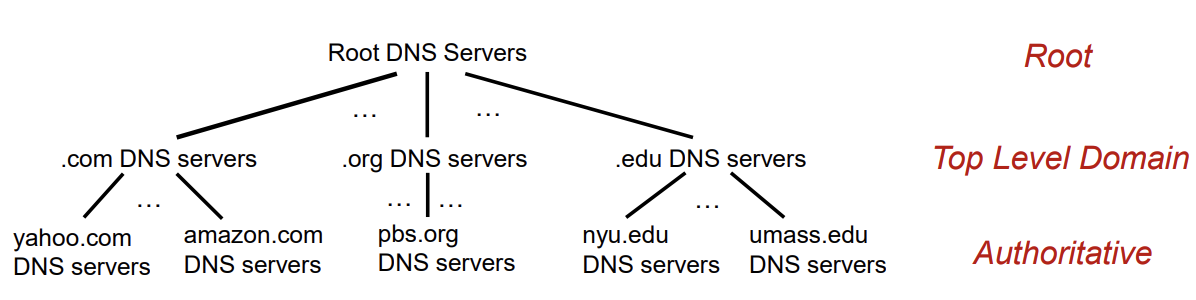 Root DNS Servers
Root
… …
.com DNS servers
.org DNS servers
.edu DNS servers
Top Level Domain
… … … …
yahoo.com
DNS servers
amazon.com
DNS servers
pbs.org
DNS servers
nyu.edu
DNS servers
umass.edu
DNS servers
Authoritative